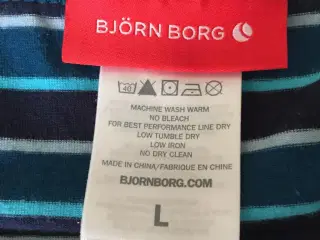 BJÖRN BORG
40
MACHINE WASH WARM
NO BLEACH
FOR BEST PERFORMANCE LINE DRY
LOW TUMBLE DRY
LOW IRON
NO DRY CLEAN
MADE IN CHINA/FABRIQUE EN CHINE
BJORNBORG.COM
L